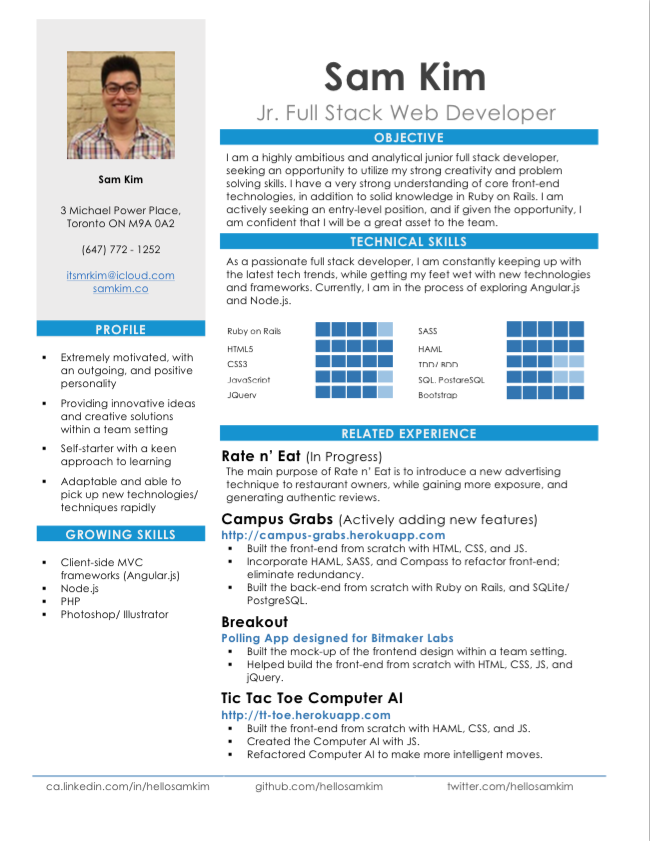 Sam Kim
Jr. Full Stack Web Developer
Sam Kim
3 Michael Power Place,
Toronto ON M9A 0A2
(647) 772 - 1252
itsmrkim@icloud.com
samkim.co
PROFILE
▪ Extremely motivated, with
an outgoing, and positive
personality
▪ Providing innovative ideas
and creative solutions
within a team setting
▪ Self-starter with a keen
approach to learning
▪ Adaptable and able to
pick up new technologies/
techniques rapidly
GROWING SKILLS
▪ Client-side MVC
frameworks (Angular.js)
▪ Node.js
▪ PHP
▪ Photoshop/ Illustrator
OBJECTIVE
I am a highly ambitious and analytical junior full stack developer,
seeking an opportunity to utilize my strong creativity and problem
solving skills. I have a very strong understanding of core front-end
technologies, in addition to solid knowledge in Ruby on Rails. I am
actively seeking an entry-level position, and if given the opportunity, I
am confident that I will be a great asset to the team.
TECHNICAL SKILLS
As a passionate full stack developer, I am constantly keeping up with
the latest tech trends, while getting my feet wet with new technologies
and frameworks. Currently, I am in the process of exploring Angular.js
and Node.js.
Ruby on Rails
HTML5
CSS3
JavaScript
JQuery
SASS
HAML
TDD/ BDD
SQL, PostgreSQL
Bootstrap
RELATED EXPERIENCE
Rate n' Eat (In Progress)
The main purpose of Rate n' Eat is to introduce a new advertising
technique to restaurant owners, while gaining more exposure, and
generating authentic reviews.
Campus Grabs (Actively adding new features)
http://campus-grabs.herokuapp.com
▪ Built the front-end from scratch with HTML, CSS, and JS.
▪ Incorporate HAML, SASS, and Compass to refactor front-end;
eliminate redundancy.
▪ Built the back-end from scratch with Ruby on Rails, and SQLite/
PostgreSQL.
Breakout
Polling App designed for Bitmaker Labs
▪ Built the mock-up of the frontend design within a team setting.
▪ Helped build the front-end from scratch with HTML, CSS, JS, and
jQuery.
Tic Tac Toe Computer AI
http://tt-toe.herokuapp.com
▪ Built the front-end from scratch with HAML, CSS, and JS.
▪ Created the Computer AI with JS.
▪ Refactored Computer AI to make more intelligent moves.
ca.linkedin.com/in/hellosamkim
github.com/hellosamkim
twitter.com/hellosamkim